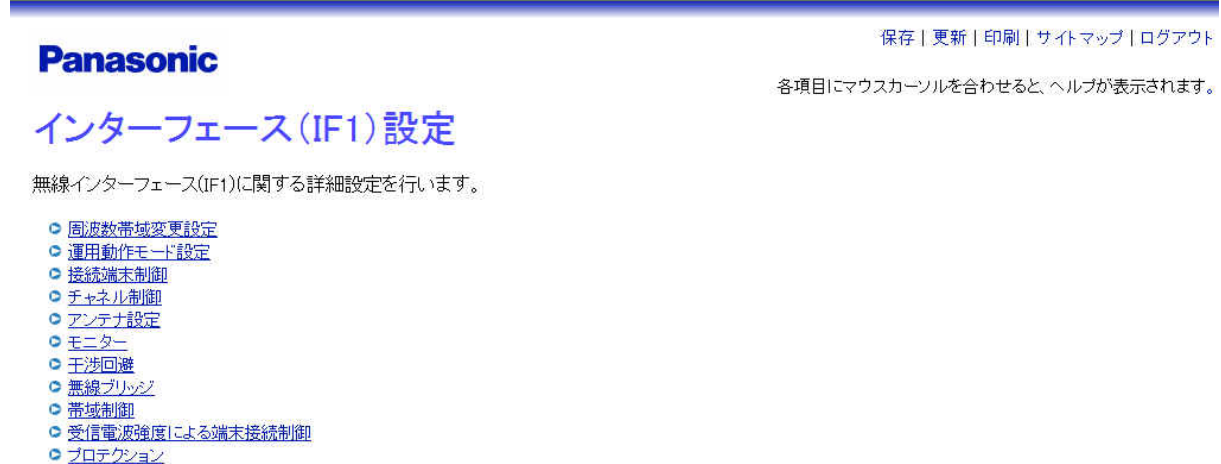 Panasonic
保存 | 更新 | 印刷 | サイトマップ | ログアウト
各項目にマウスカーソルを合わせると、ヘルプが表示されます。
インターフェース(IF1)設定
無線インターフェース(IF1)に関する詳細設定を行います。
周波数帯域変更設定
運用動作モード設定
接続端末制御
チャネル制御
アンテナ設定
モニター
干渉回避
無線ブリッジ
帯域制御
受信電波強度による端末接続制御
プロテクション